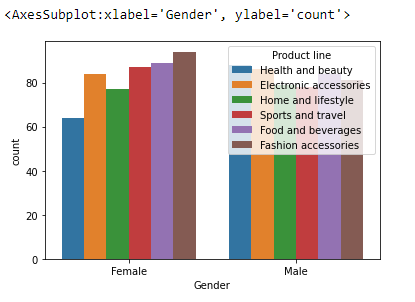 <AxesSubplot:xlabel='Gender', ylabel='count'>
Product line
Health and beauty
Electronic accessories
Home and lifestyle
Sports and travel
Food and beverages
Fashion accessories
80
60
40
20
0
count
Female Male
Gender